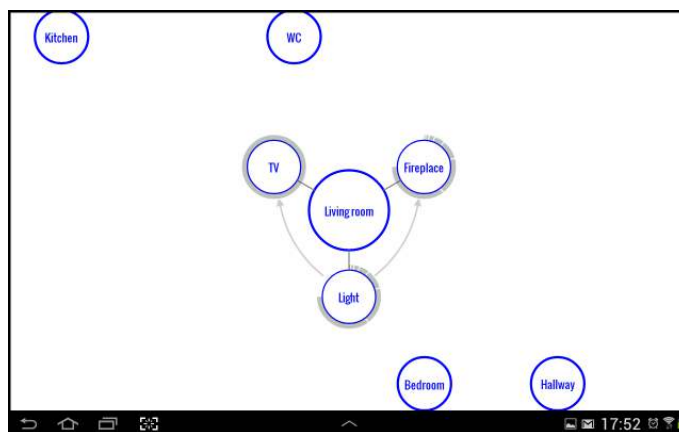 Kitchen
WC
TV
Fireplace
Living room
Light
Bedroom
Hallway
17:52